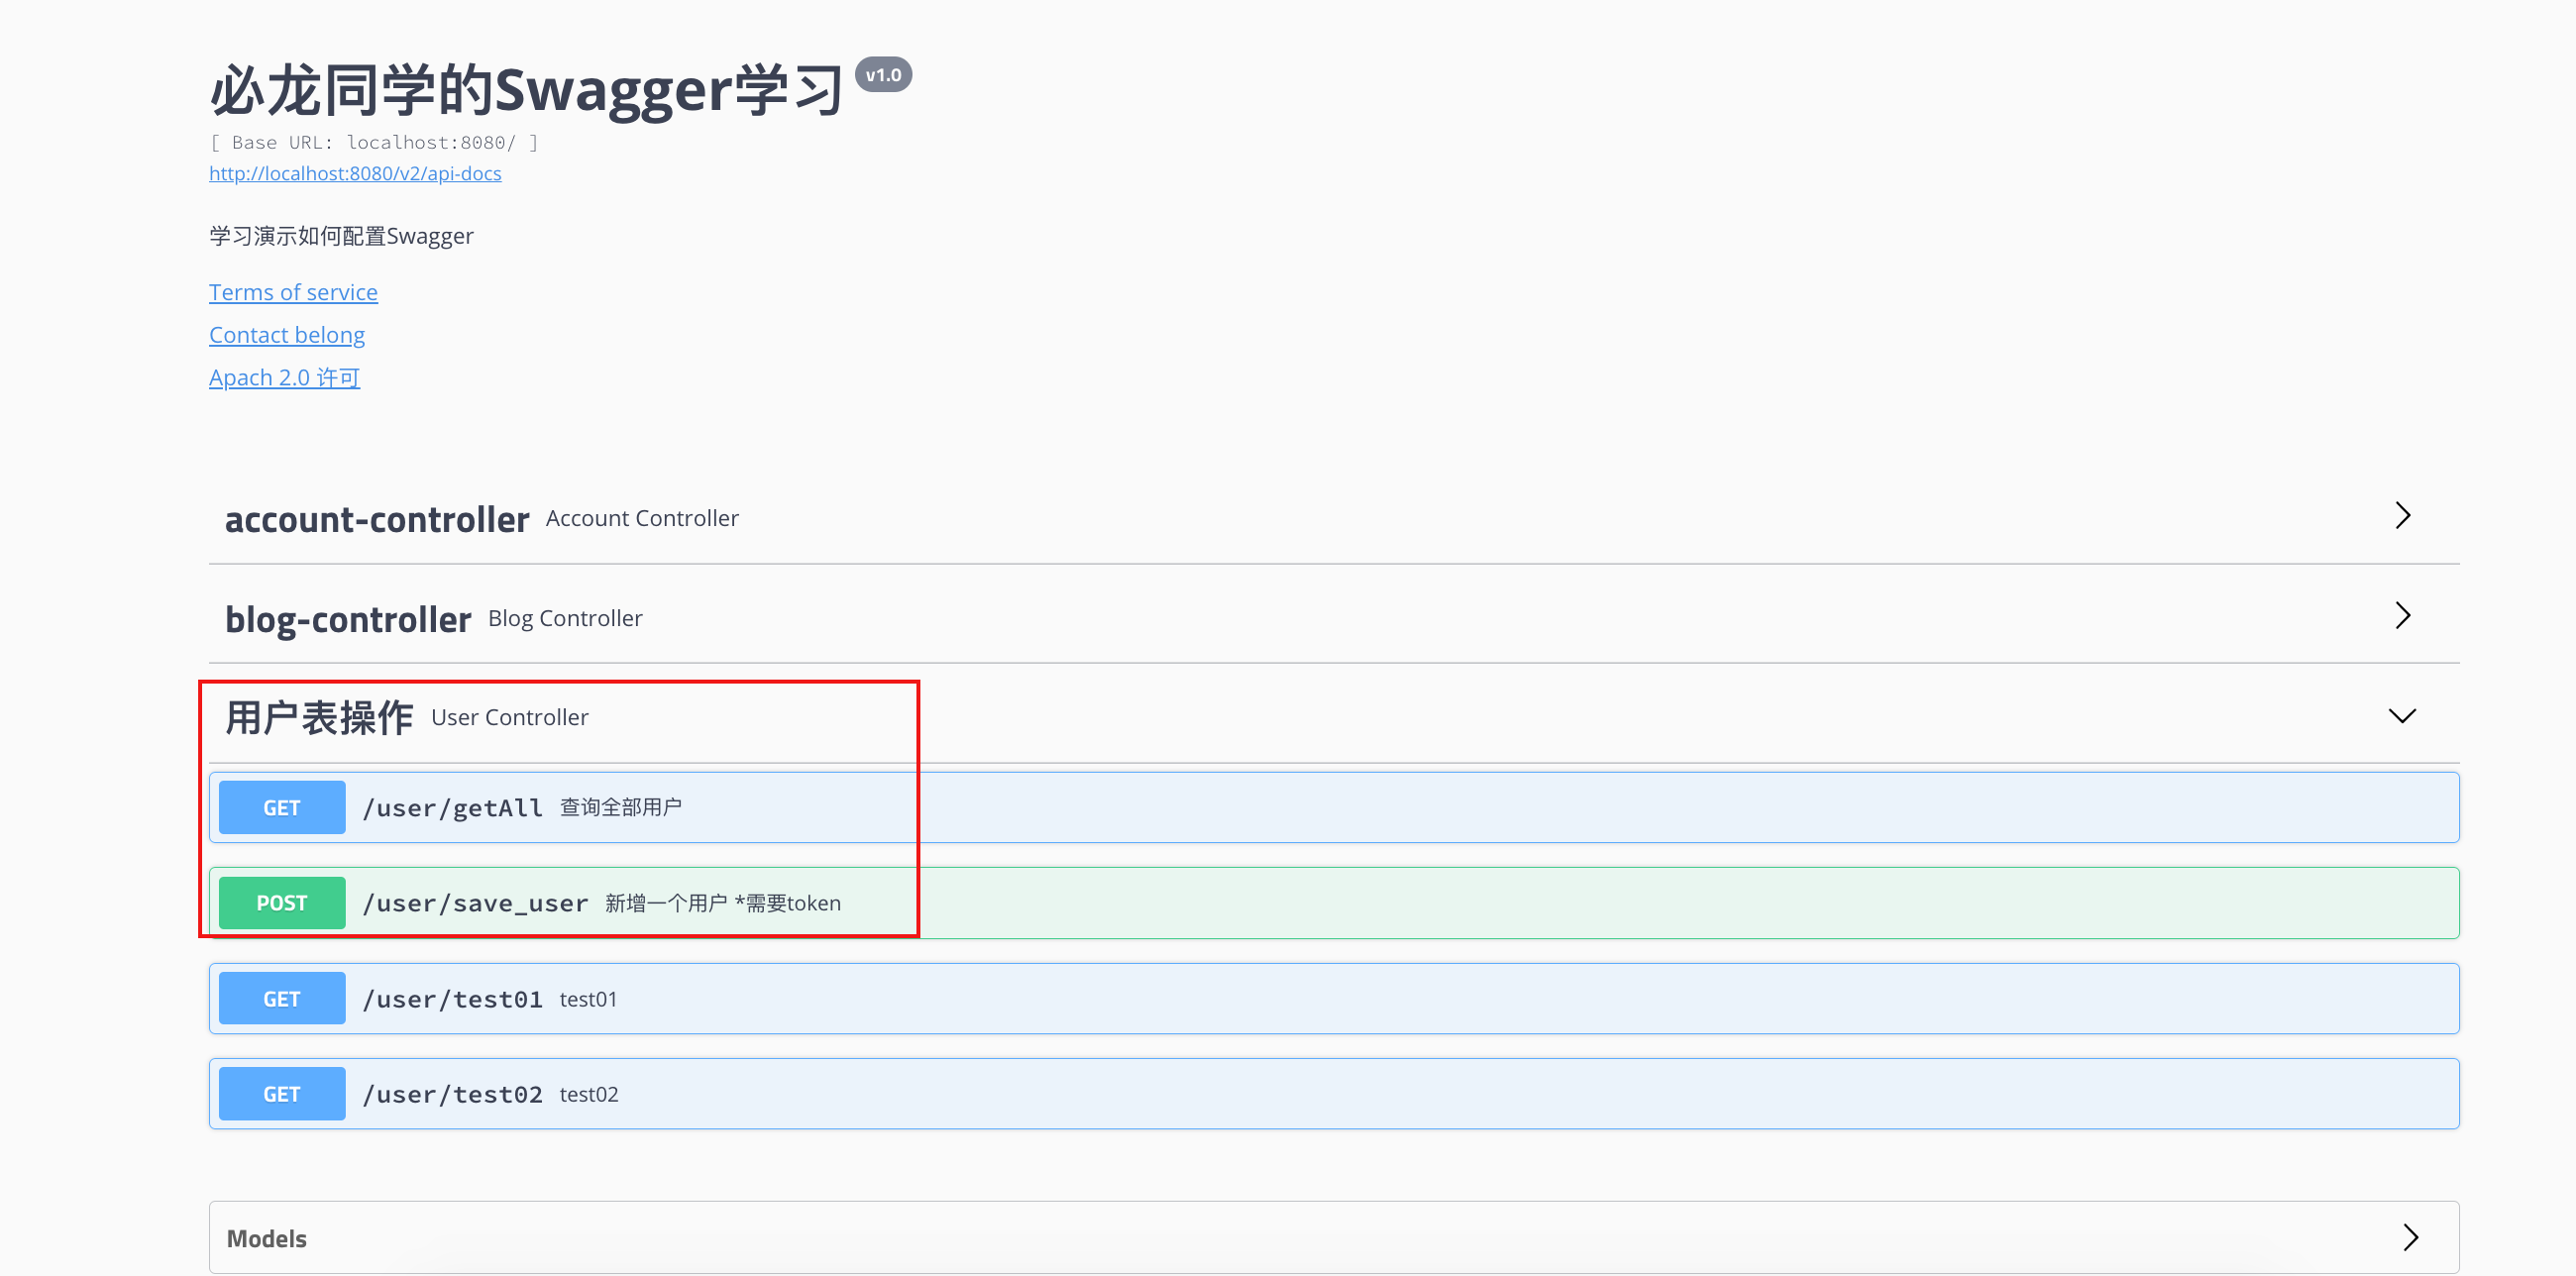 必龙同学的Swagger学习 v1.0
[ Base URL: localhost:8080/ ]
http://localhost:8080/v2/api-docs
学习演示如何配置Swagger
Terms of service
Contact belong
Apach 2.0 许可
account-controller Account Controller
blog-controller Blog Controller
用户表操作 User Controller
GET /user/getAll 查询全部用户
POST /user/save_user 新增一个用户 *需要token
GET /user/test01 test01
GET /user/test02 test02
Models